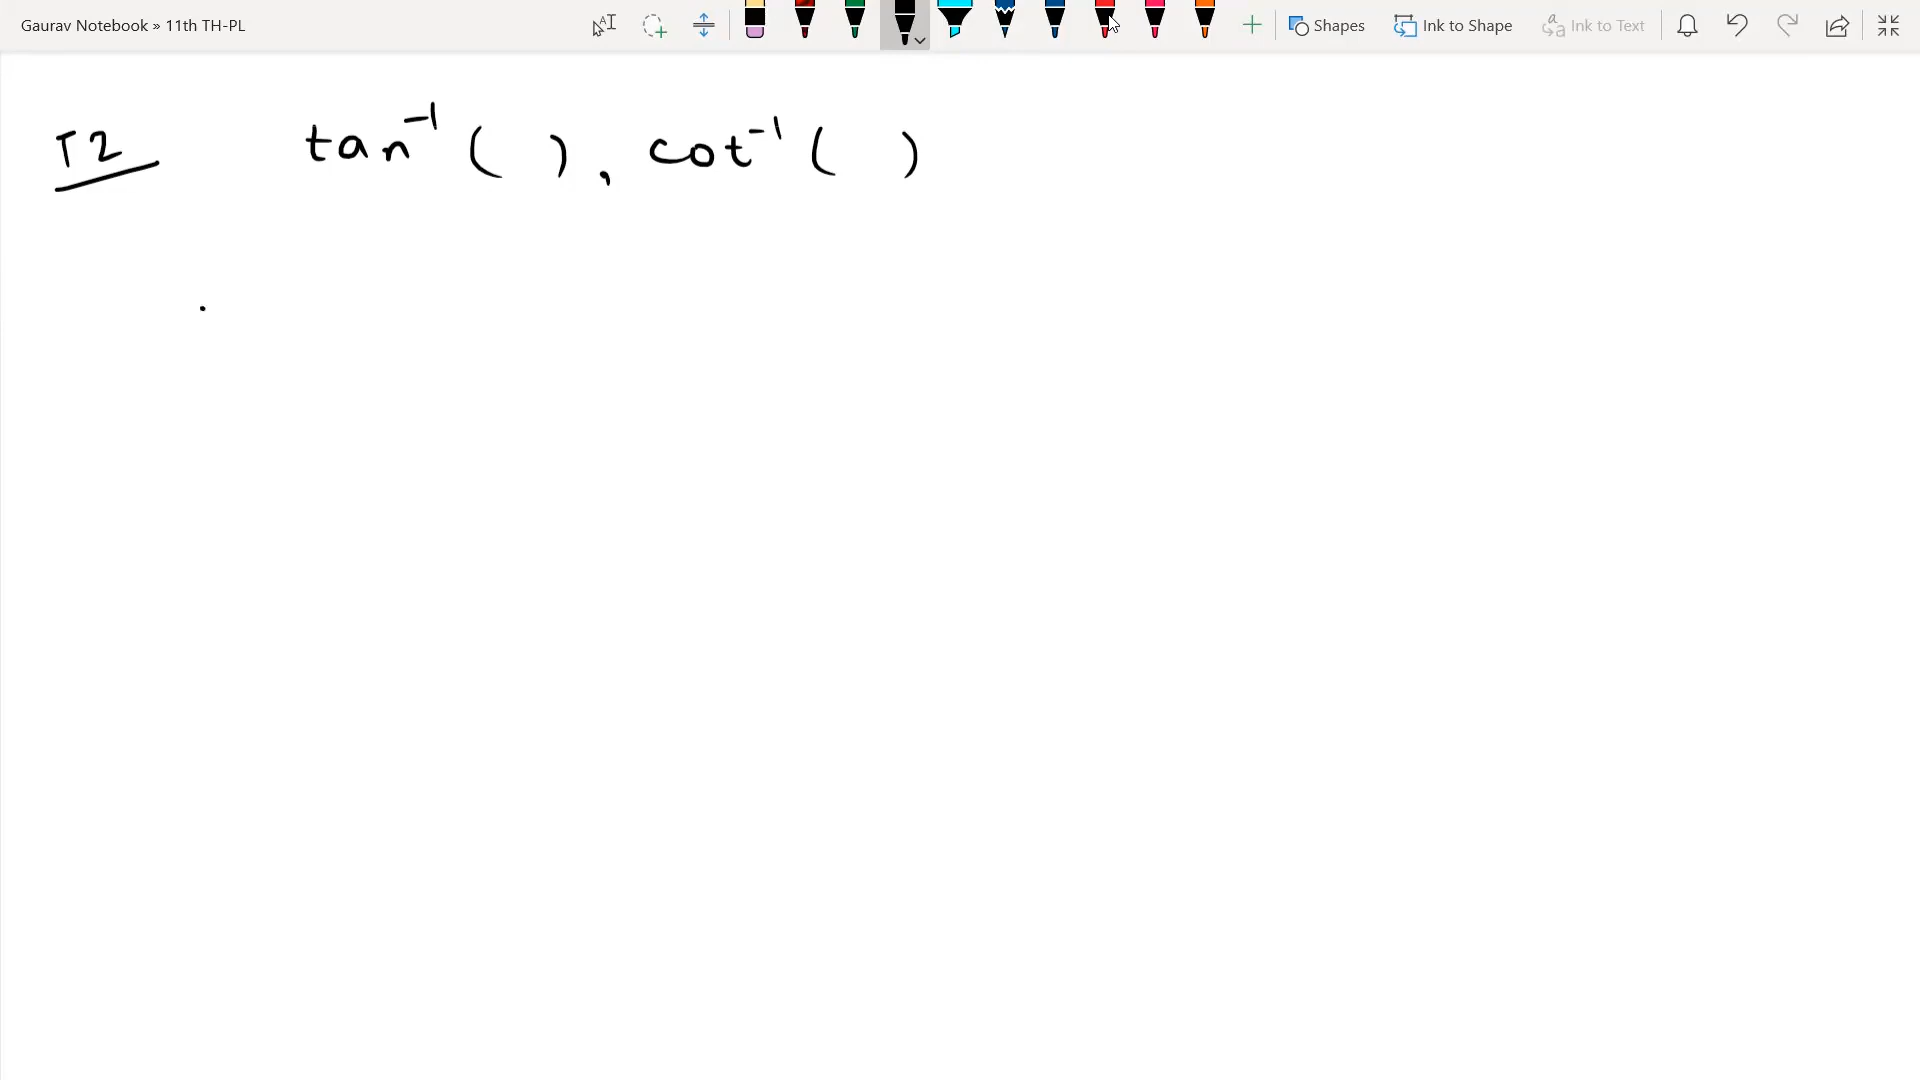 Gaurav Notebook » 11th TH-PL
Shapes
Ink to Shape
Ink to Text
T2 tan⁻¹ ( ), cot⁻¹ ( )